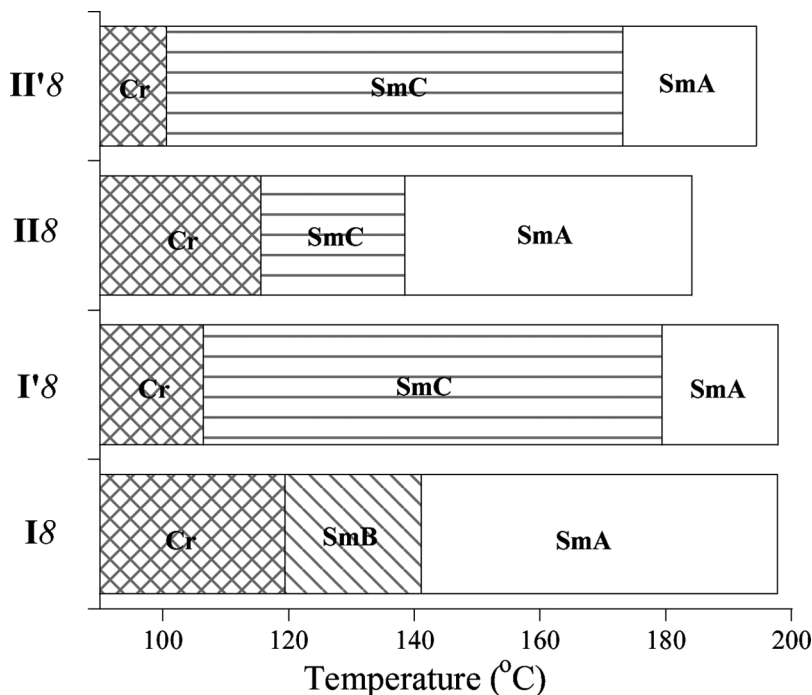 II'8 Cr SmC SmA
II8 Cr SmC SmA
I'8 Cr SmC SmA
I8 Cr SmB SmA
100 120 140 160 180 200
Temperature (°C)